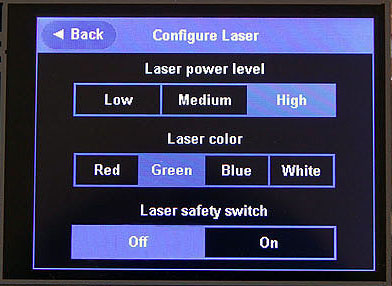 ◄ Back Configure Laser
Laser power level
Low Medium High
Laser color
Red Green Blue White
Laser safety switch
Off On